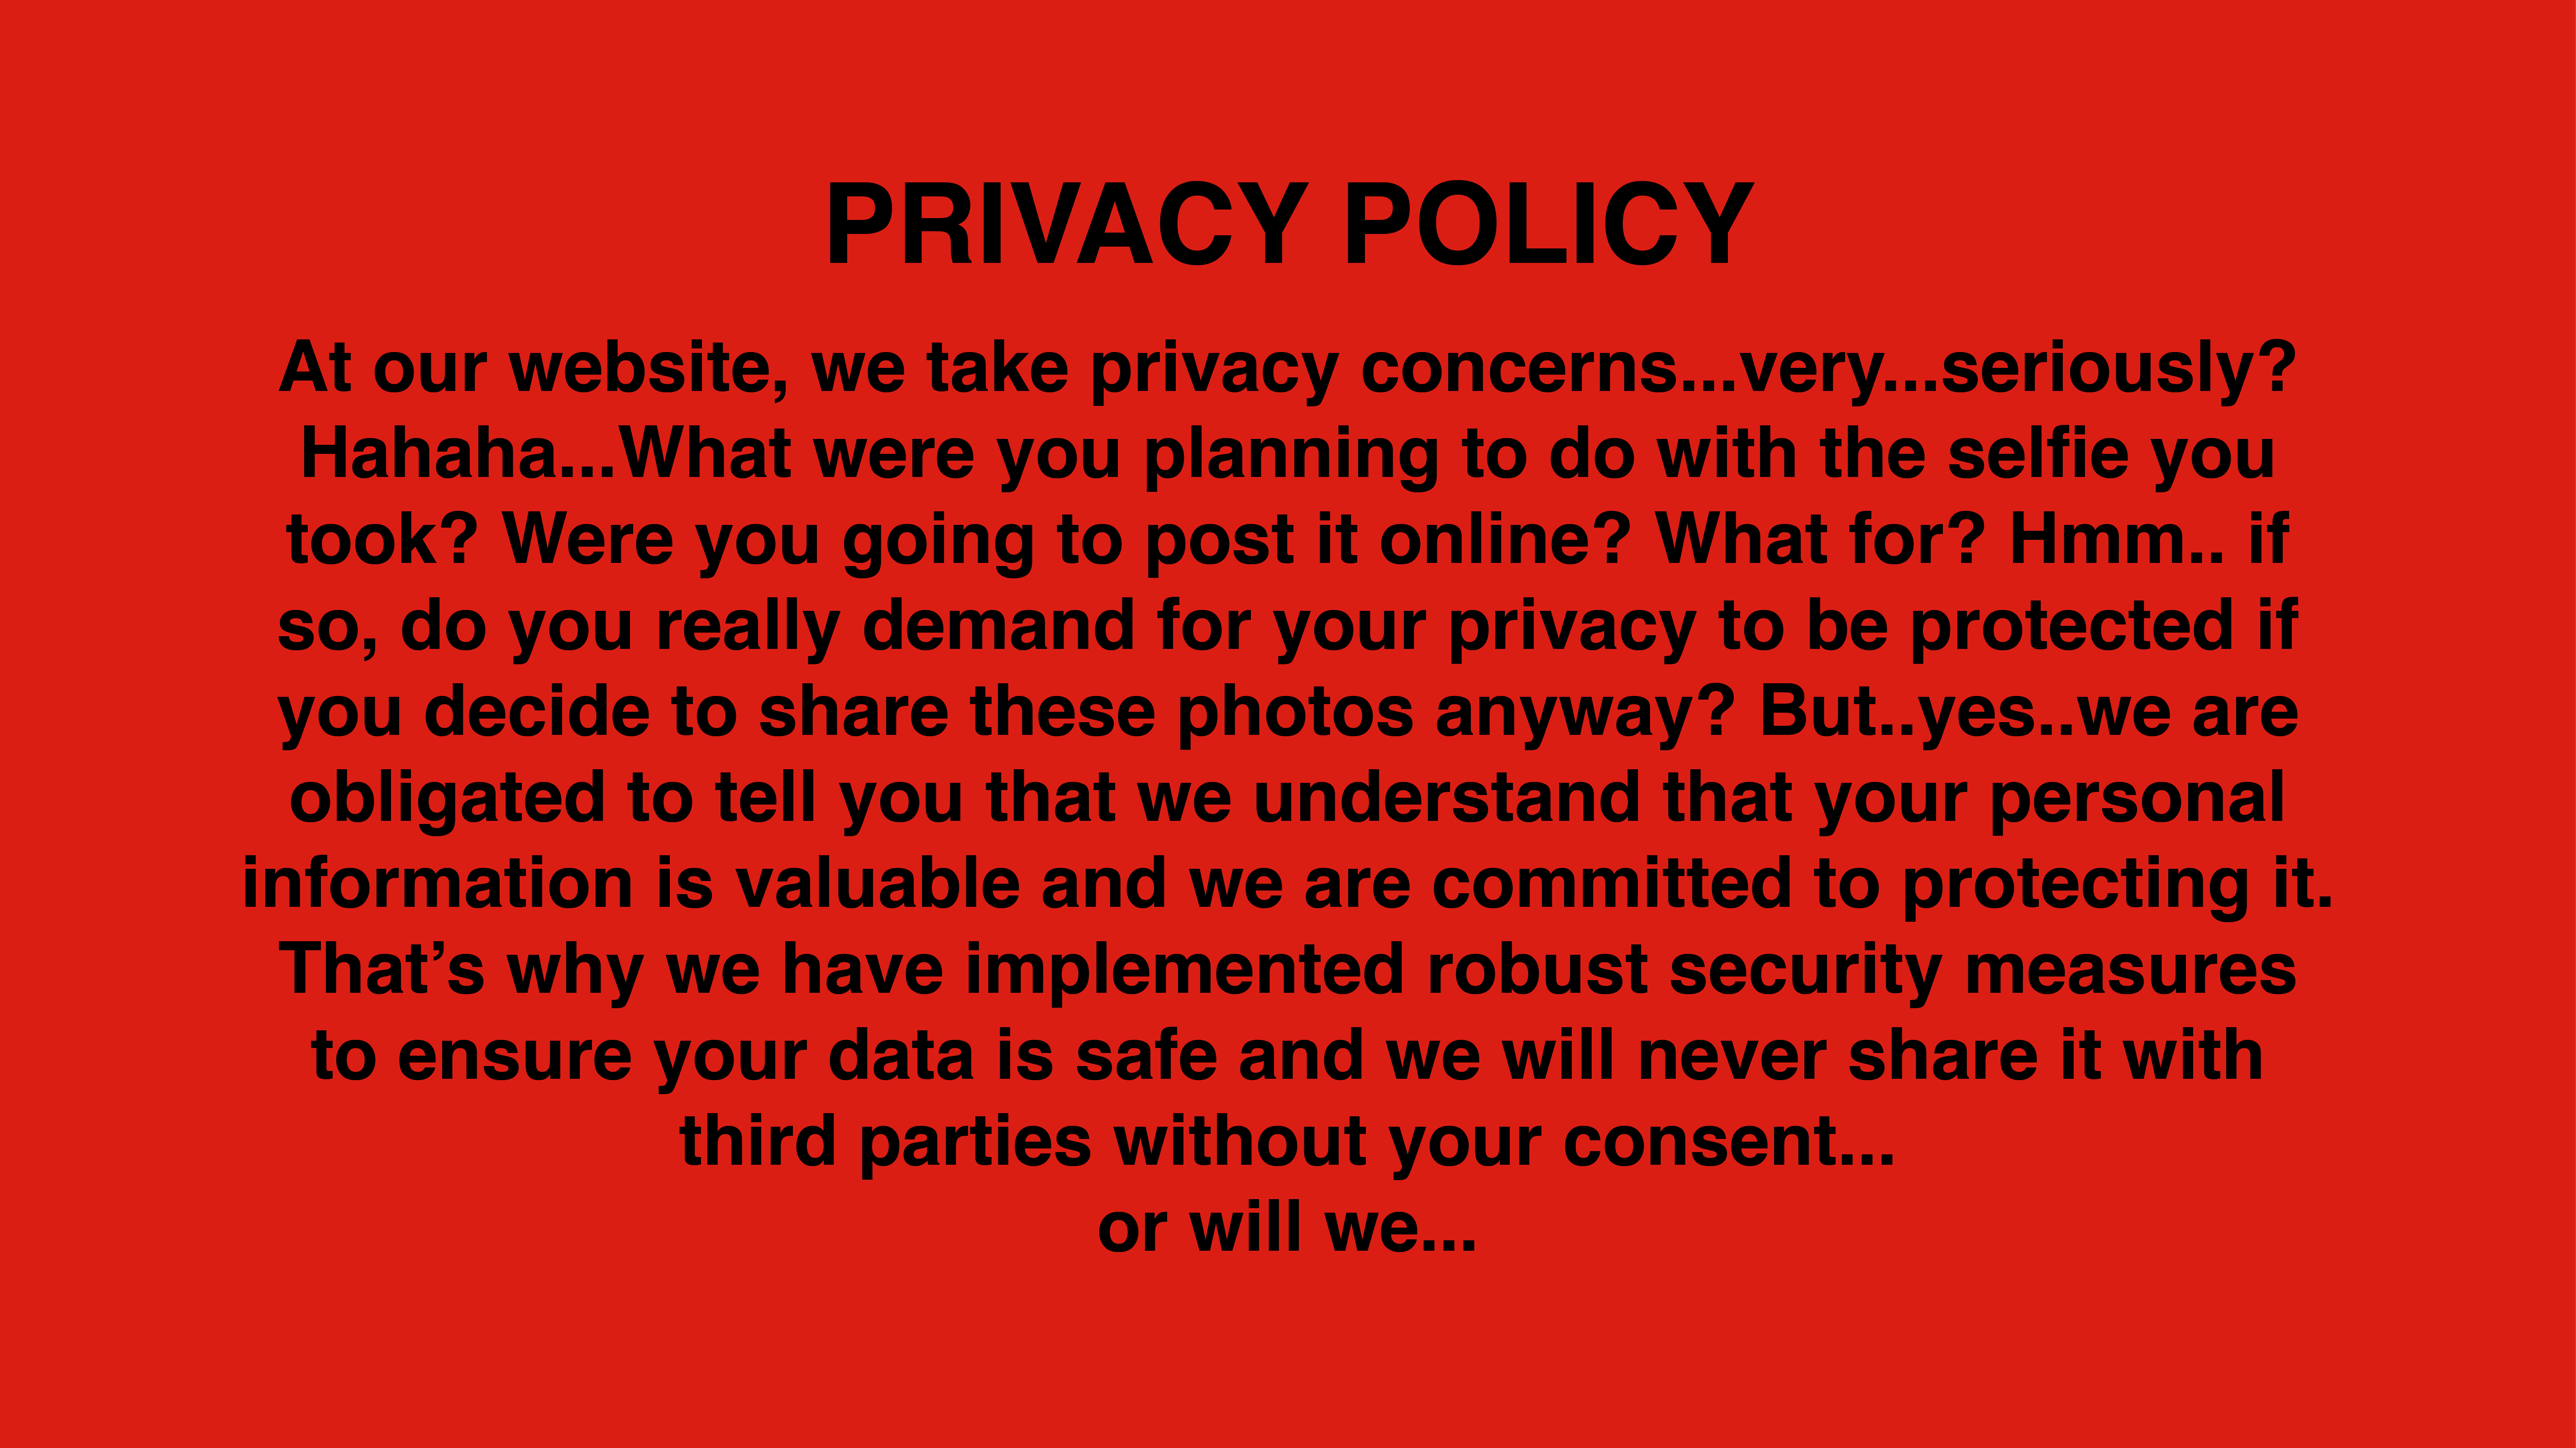 PRIVACY POLICY
At our website, we take privacy concerns...very...seriously?
Hahaha...What were you planning to do with the selfie you
took? Were you going to post it online? What for? Hmm.. if
so, do you really demand for your privacy to be protected if
you decide to share these photos anyway? But..yes..we are
obligated to tell you that we understand that your personal
information is valuable and we are committed to protecting it.
That’s why we have implemented robust security measures
to ensure your data is safe and we will never share it with
third parties without your consent...
or will we...